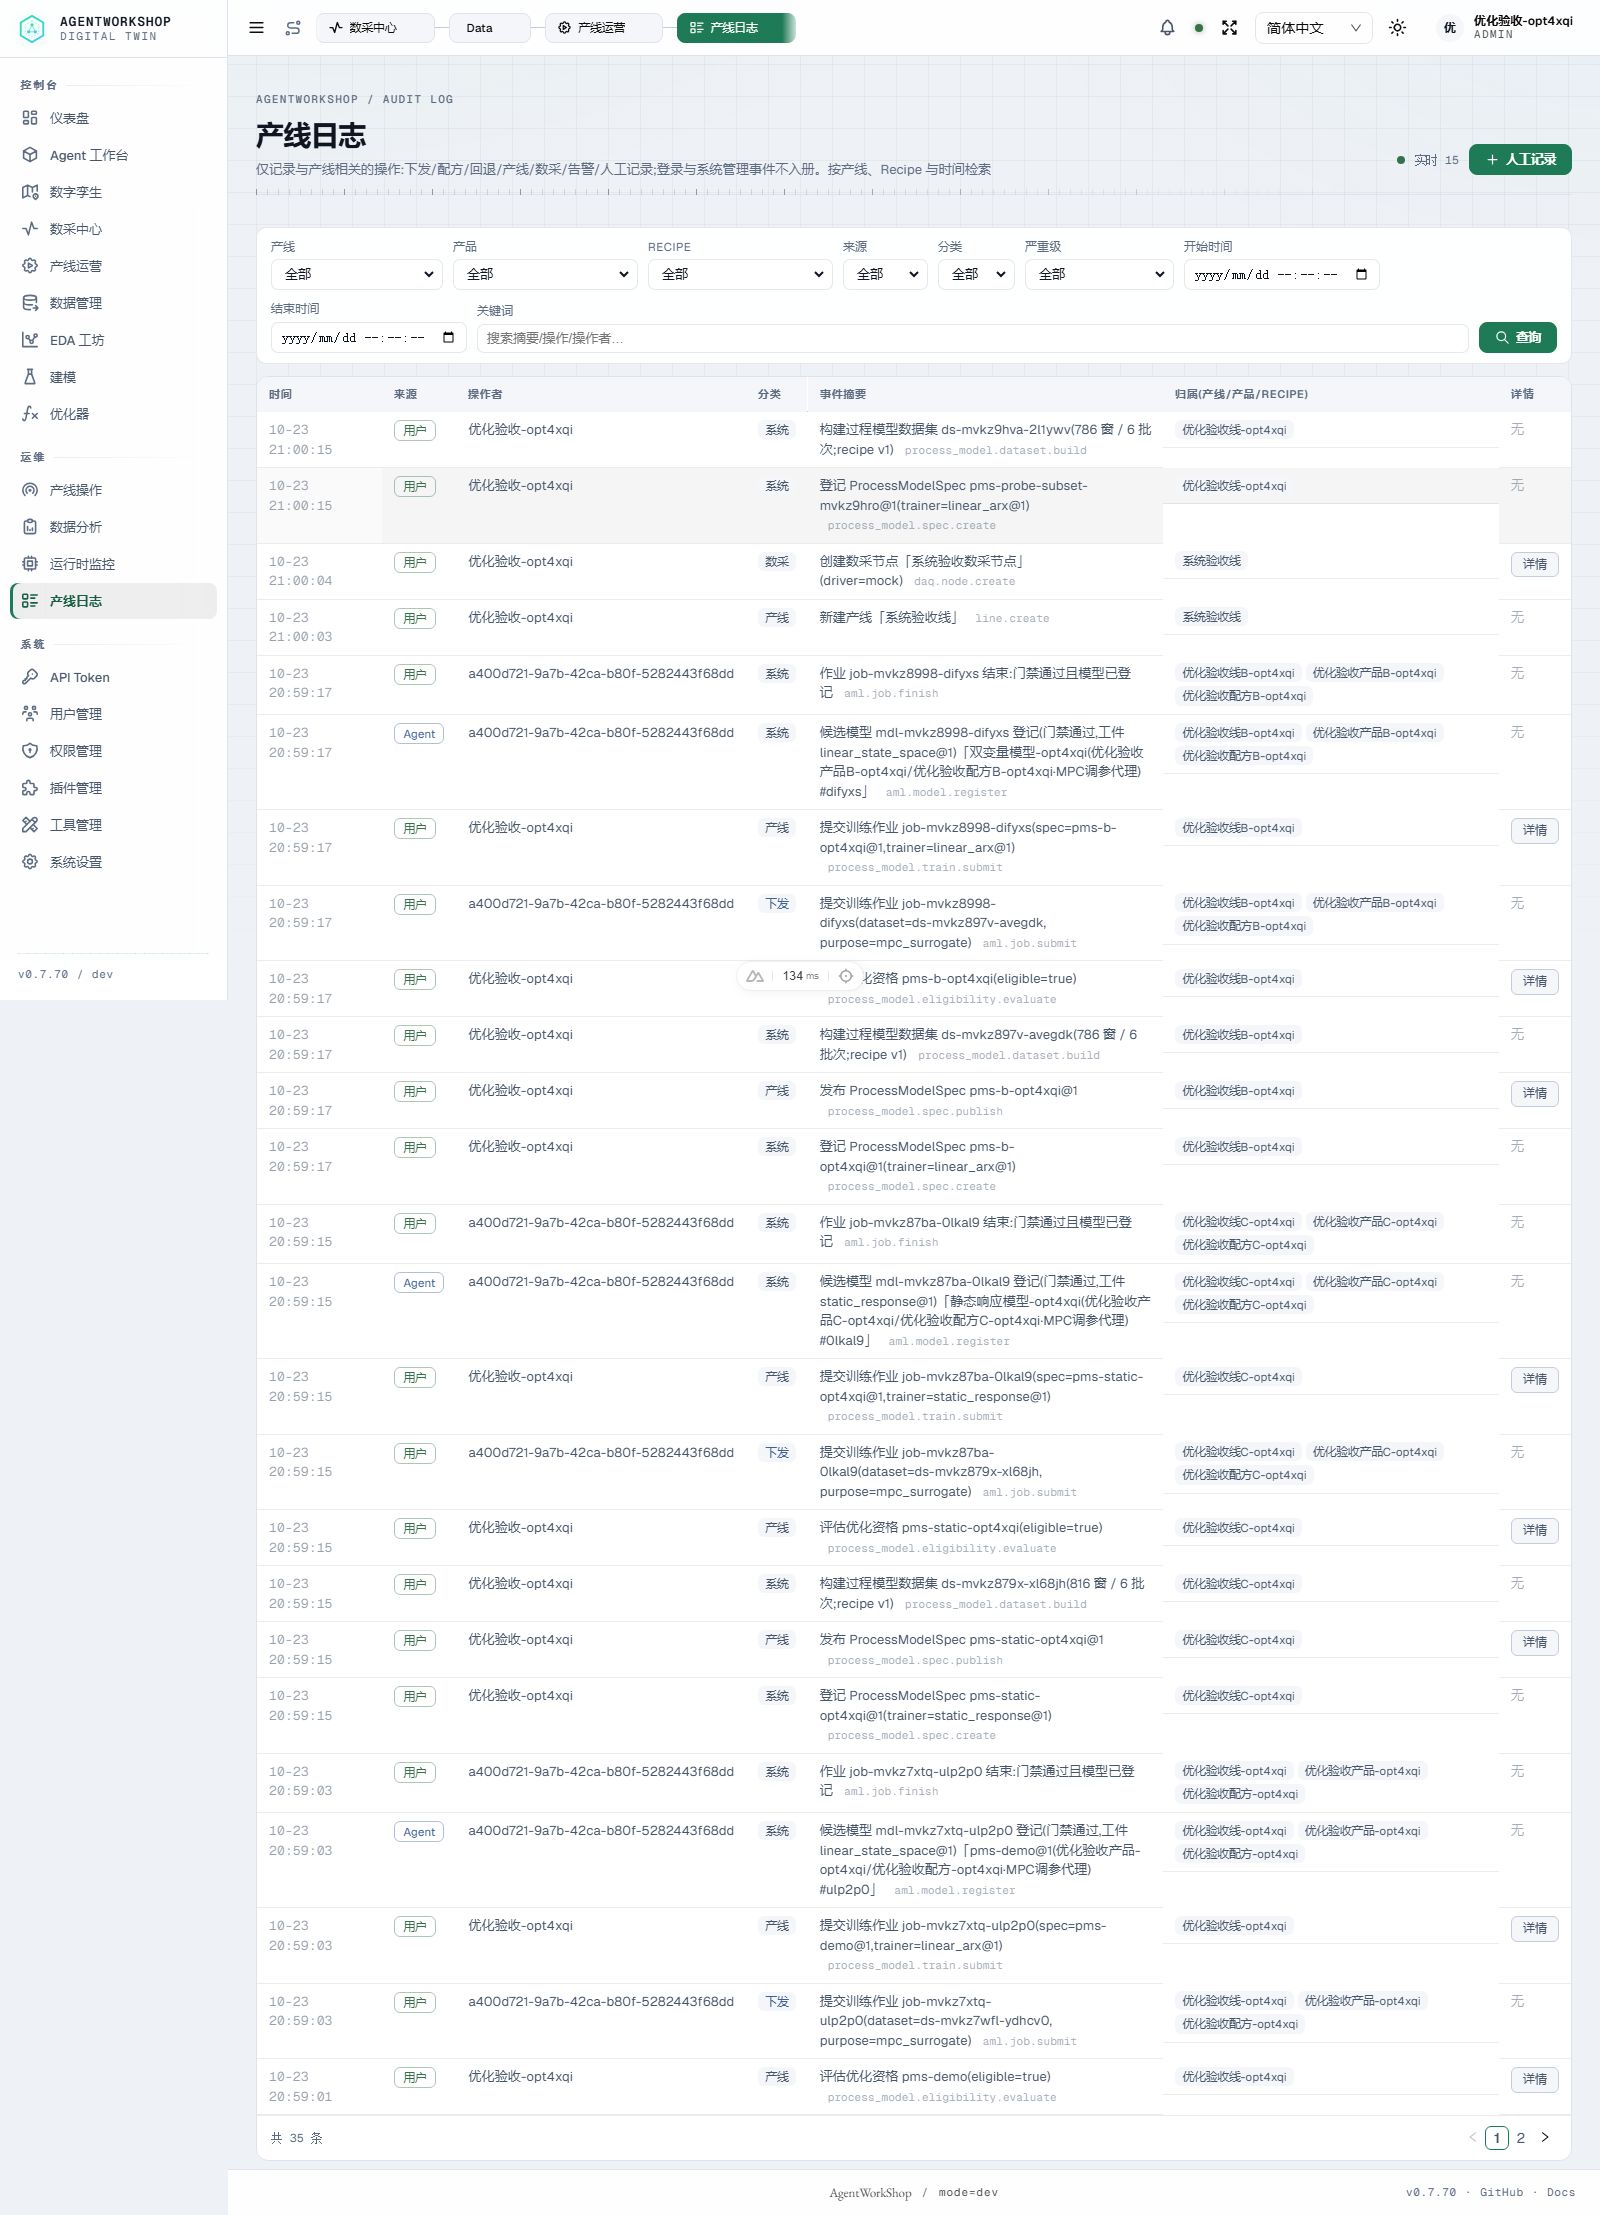 AGENTWORKSHOP
DIGITAL TWIN
控制台
仪表盘
Agent 工作台
数字孪生
数采中心
产线运营
数据管理
EDA 工坊
建模
优化器
运维
产线操作
数据分析
运行时监控
产线日志
系统
API Token
用户管理
权限管理
插件管理
工具管理
系统设置
v0.7.70 / dev
数采中心 Data 产线运营 产线日志
简体中文 优 优化验收-opt4xqi
ADMIN
AGENTWORKSHOP / AUDIT LOG
产线日志
仅记录与产线相关的操作:下发/配方/回退/产线/数采/告警/人工记录;登录与系统管理事件不入册。按产线、Recipe 与时间检索
实时 15 人工记录
产线 产品 RECIPE 来源 分类 严重级 开始时间
全部 全部 全部 全部 全部 全部 yyyy/mm/dd --:--:--
结束时间 关键词
yyyy/mm/dd --:--:-- 搜索摘要/操作/操作者... 查询
时间 来源 操作者 分类 事件摘要 归属(产线/产品/RECIPE) 详情
10-23 用户 优化验收-opt4xqi 系统 构建过程模型数据集 ds-mvkz9hva-2l1ywv(786 窗 / 6 批 优化验收线-opt4xqi 无
21:00:15 次;recipe v1) process_model.dataset.build
10-23 用户 优化验收-opt4xqi 系统 登记 ProcessModelSpec pms-probe-subset- 优化验收线-opt4xqi 无
21:00:15 mvkz9hro@1(trainer=linear_arx@1)
process_model.spec.create
10-23 用户 优化验收-opt4xqi 数采 创建数采节点「系统验收数采节点」 系统验收线 详情
21:00:04 (driver=mock) daq.node.create
10-23 用户 优化验收-opt4xqi 产线 新建产线「系统验收线」 line.create 系统验收线 无
21:00:03
10-23 用户 a400d721-9a7b-42ca-b80f-5282443f68dd 系统 作业 job-mvkz8998-difyxs 结束:门禁通过且模型已登 优化验收线B-opt4xqi 优化验收产品B-opt4xqi 无
20:59:17 记 aml.job.finish 优化验收配方B-opt4xqi
10-23 Agent a400d721-9a7b-42ca-b80f-5282443f68dd 系统 候选模型 mdl-mvkz8998-difyxs 登记(门禁通过,工件 优化验收线B-opt4xqi 优化验收产品B-opt4xqi 无
20:59:17 linear_state_space@1)「双变量模型-opt4xqi(优化验收 优化验收配方B-opt4xqi
产品B-opt4xqi/优化验收配方B-opt4xqi·MPC调参代理)
#difyxs」 aml.model.register
10-23 用户 优化验收-opt4xqi 产线 提交训练作业 job-mvkz8998-difyxs(spec=pms-b- 优化验收线B-opt4xqi 详情
20:59:17 opt4xqi@1,trainer=linear_arx@1)
process_model.train.submit
10-23 用户 a400d721-9a7b-42ca-b80f-5282443f68dd 下发 提交训练作业 job-mvkz8998- 优化验收线B-opt4xqi 优化验收产品B-opt4xqi 无
20:59:17 difyxs(dataset=ds-mvkz897v-avegdk, 优化验收配方B-opt4xqi
purpose=mpc_surrogate) aml.job.submit
10-23 用户 优化验收-opt4xqi 134 ms 化资格 pms-b-opt4xqi(eligible=true) 优化验收线B-opt4xqi 详情
20:59:17 process_model.eligibility.evaluate
10-23 用户 优化验收-opt4xqi 系统 构建过程模型数据集 ds-mvkz897v-avegdk(786 窗 / 6 优化验收线B-opt4xqi 无
20:59:17 批次;recipe v1) process_model.dataset.build
10-23 用户 优化验收-opt4xqi 产线 发布 ProcessModelSpec pms-b-opt4xqi@1 优化验收线B-opt4xqi 详情
20:59:17 process_model.spec.publish
10-23 用户 优化验收-opt4xqi 系统 登记 ProcessModelSpec pms-b- 优化验收线B-opt4xqi 无
20:59:17 opt4xqi@1(trainer=linear_arx@1)
process_model.spec.create
10-23 用户 a400d721-9a7b-42ca-b80f-5282443f68dd 系统 作业 job-mvkz87ba-0lkal9 结束:门禁通过且模型已登 优化验收线C-opt4xqi 优化验收产品C-opt4xqi 无
20:59:15 记 aml.job.finish 优化验收配方C-opt4xqi
10-23 Agent a400d721-9a7b-42ca-b80f-5282443f68dd 系统 候选模型 mdl-mvkz87ba-0lkal9 登记(门禁通过,工件 优化验收线C-opt4xqi 优化验收产品C-opt4xqi 无
20:59:15 static_response@1)「静态响应模型-opt4xqi(优化验收产 优化验收配方C-opt4xqi
品C-opt4xqi/优化验收配方C-opt4xqi·MPC调参代理)
#0lkal9」 aml.model.register
10-23 用户 优化验收-opt4xqi 产线 提交训练作业 job-mvkz87ba-0lkal9(spec=pms-static- 优化验收线C-opt4xqi 详情
20:59:15 opt4xqi@1,trainer=static_response@1)
process_model.train.submit
10-23 用户 a400d721-9a7b-42ca-b80f-5282443f68dd 下发 提交训练作业 job-mvkz87ba- 优化验收线C-opt4xqi 优化验收产品C-opt4xqi 无
20:59:15 0lkal9(dataset=ds-mvkz879x-xl68jh, 优化验收配方C-opt4xqi
purpose=mpc_surrogate) aml.job.submit
10-23 用户 优化验收-opt4xqi 产线 评估优化资格 pms-static-opt4xqi(eligible=true) 优化验收线C-opt4xqi 详情
20:59:15 process_model.eligibility.evaluate
10-23 用户 优化验收-opt4xqi 系统 构建过程模型数据集 ds-mvkz879x-xl68jh(816 窗 / 6 批 优化验收线C-opt4xqi 无
20:59:15 次;recipe v1) process_model.dataset.build
10-23 用户 优化验收-opt4xqi 产线 发布 ProcessModelSpec pms-static-opt4xqi@1 优化验收线C-opt4xqi 详情
20:59:15 process_model.spec.publish
10-23 用户 优化验收-opt4xqi 系统 登记 ProcessModelSpec pms-static- 优化验收线C-opt4xqi 无
20:59:15 opt4xqi@1(trainer=static_response@1)
process_model.spec.create
10-23 用户 a400d721-9a7b-42ca-b80f-5282443f68dd 系统 作业 job-mvkz7xtq-ulp2p0 结束:门禁通过且模型已登 优化验收线-opt4xqi 优化验收产品-opt4xqi 无
20:59:03 记 aml.job.finish 优化验收配方-opt4xqi
10-23 Agent a400d721-9a7b-42ca-b80f-5282443f68dd 系统 候选模型 mdl-mvkz7xtq-ulp2p0 登记(门禁通过,工件 优化验收线-opt4xqi 优化验收产品-opt4xqi 无
20:59:03 linear_state_space@1)「pms-demo@1(优化验收产品- 优化验收配方-opt4xqi
opt4xqi/优化验收配方-opt4xqi·MPC调参代理)
#ulp2p0」 aml.model.register
10-23 用户 优化验收-opt4xqi 产线 提交训练作业 job-mvkz7xtq-ulp2p0(spec=pms- 优化验收线-opt4xqi 详情
20:59:03 demo@1,trainer=linear_arx@1)
process_model.train.submit
10-23 用户 a400d721-9a7b-42ca-b80f-5282443f68dd 下发 提交训练作业 job-mvkz7xtq- 优化验收线-opt4xqi 优化验收产品-opt4xqi 无
20:59:03 ulp2p0(dataset=ds-mvkz7wfl-ydhcv0, 优化验收配方-opt4xqi
purpose=mpc_surrogate) aml.job.submit
10-23 用户 优化验收-opt4xqi 产线 评估优化资格 pms-demo(eligible=true) 优化验收线-opt4xqi 详情
20:59:01 process_model.eligibility.evaluate
共 35 条 1 2
AgentWorkShop / mode=dev v0.7.70 · GitHub · Docs